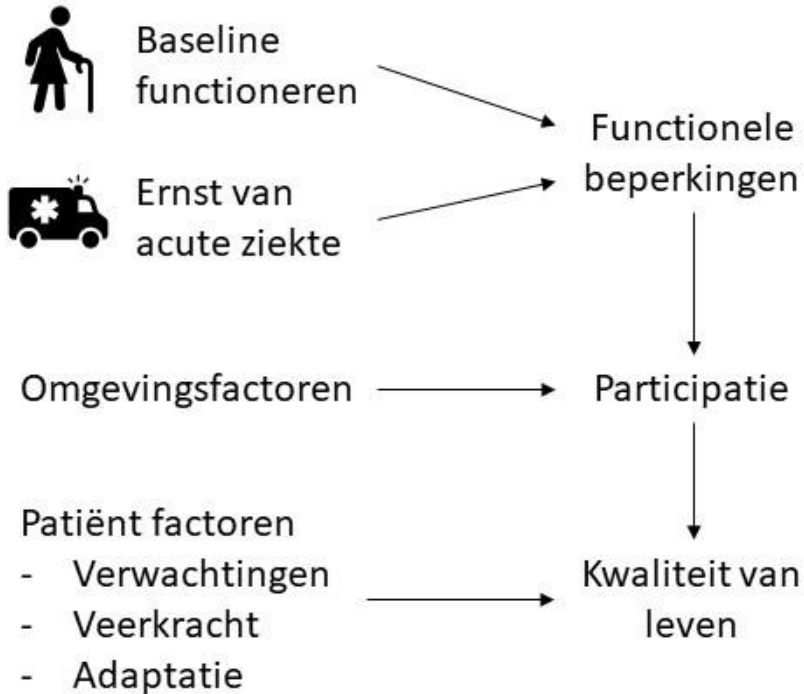 Baseline
functioneren
Functionele
beperkingen
Ernst van
acute ziekte
Omgevingsfactoren
Participatie
Patiënt factoren
- Verwachtingen
- Veerkracht
- Adaptatie
Kwaliteit van
leven